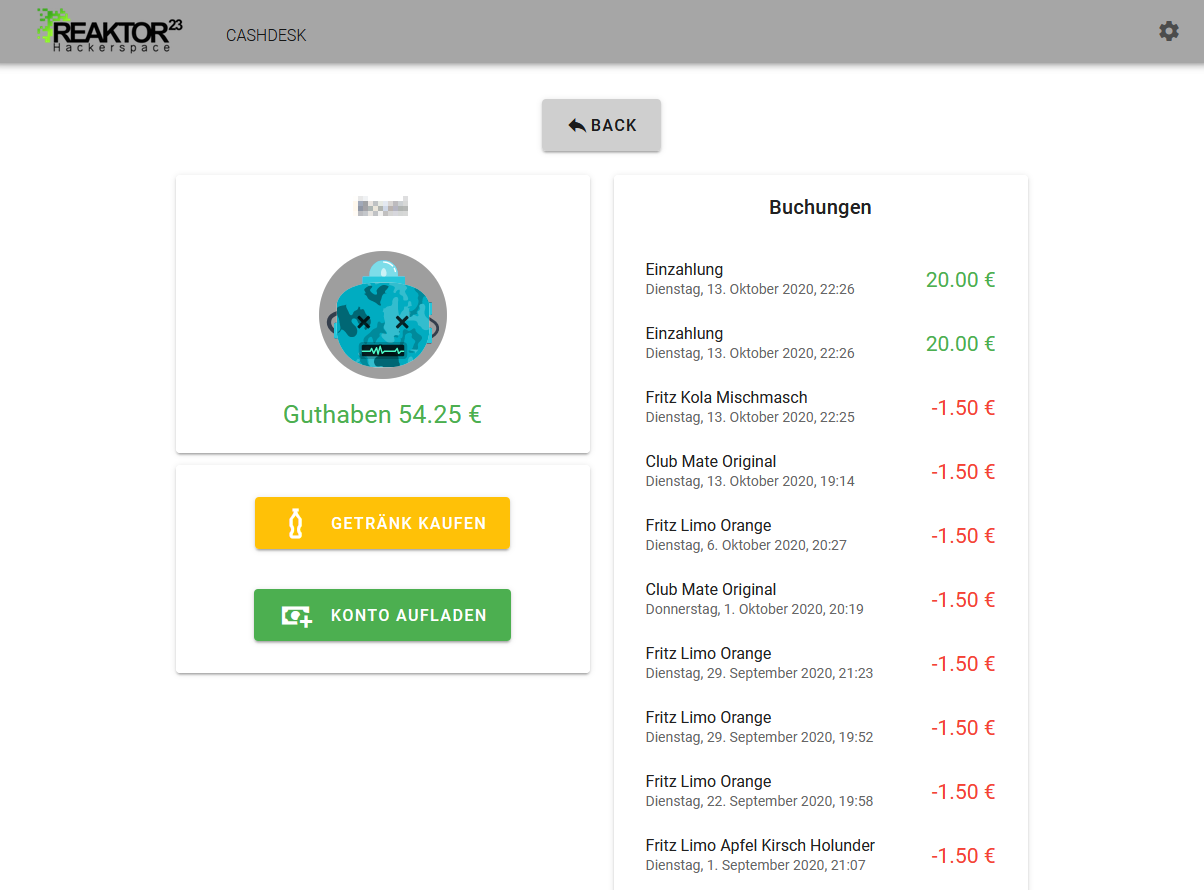 REAKTOR23
Hackerspace
CASHDESK
BACK
Guthaben 54.25 €
GETRÄNK KAUFEN
KONTO AUFLADEN
Buchungen
Einzahlung
Dienstag, 13. Oktober 2020, 22:26
20.00 €
Einzahlung
Dienstag, 13. Oktober 2020, 22:26
20.00 €
Fritz Kola Mischmasch
Dienstag, 13. Oktober 2020, 22:25
-1.50 €
Club Mate Original
Dienstag, 13. Oktober 2020, 19:14
-1.50 €
Fritz Limo Orange
Dienstag, 6. Oktober 2020, 20:27
-1.50 €
Club Mate Original
Donnerstag, 1. Oktober 2020, 20:19
-1.50 €
Fritz Limo Orange
Dienstag, 29. September 2020, 21:23
-1.50 €
Fritz Limo Orange
Dienstag, 29. September 2020, 19:52
-1.50 €
Fritz Limo Orange
Dienstag, 22. September 2020, 19:58
-1.50 €
Fritz Limo Apfel Kirsch Holunder
Dienstag, 1. September 2020, 21:07
-1.50 €